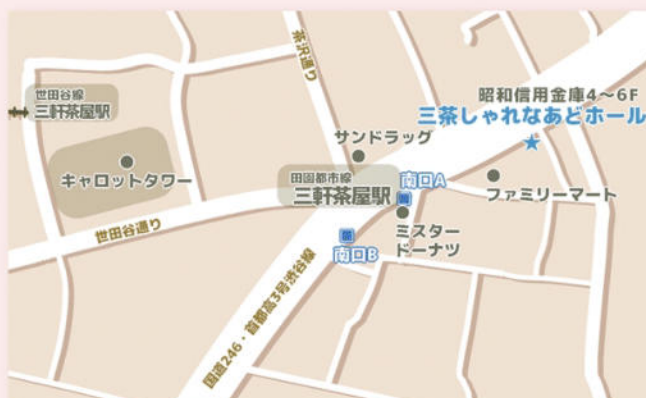 茶沢通り
昭和信用金庫4〜6F
三茶しゃれなあどホール
世田谷線
三軒茶屋駅
サンドラッグ
キャロットタワー
田園都市線
三軒茶屋駅
南口A
ファミリーマート
ミスター
ドーナツ
世田谷通り
南口B
国道246・首都高3号渋谷線